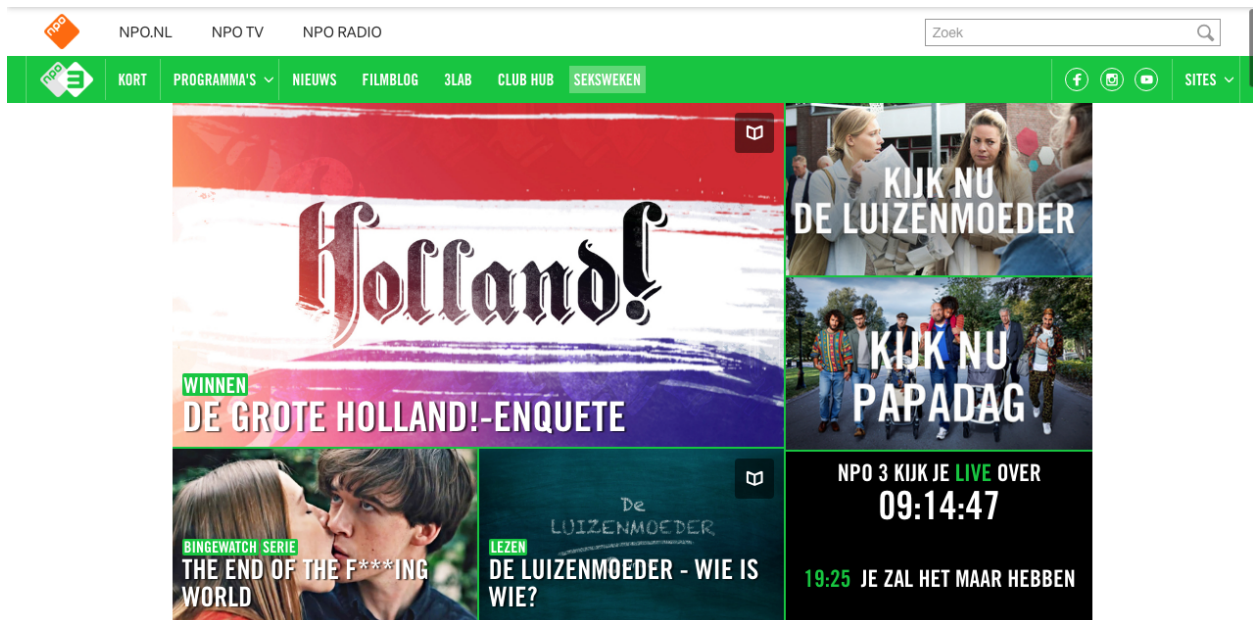 npo
NPO.NL NPO TV NPO RADIO
Zoek
npo 3
KORT PROGRAMMA'S NIEUWS FILMBLOG 3LAB CLUB HUB SEKSWEKEN
SITES
Holland!
WINNEN
DE GROTE HOLLAND!-ENQUETE
KIJK NU
DE LUIZENMOEDER
KIJK NU
PAPADAG
BINGEWATCH SERIE
THE END OF THE F***ING
WORLD
De
LUIZENMOEDER
LEZEN
DE LUIZENMOEDER - WIE IS
WIE?
NPO 3 KIJK JE LIVE OVER
09:14:47
19:25 JE ZAL HET MAAR HEBBEN